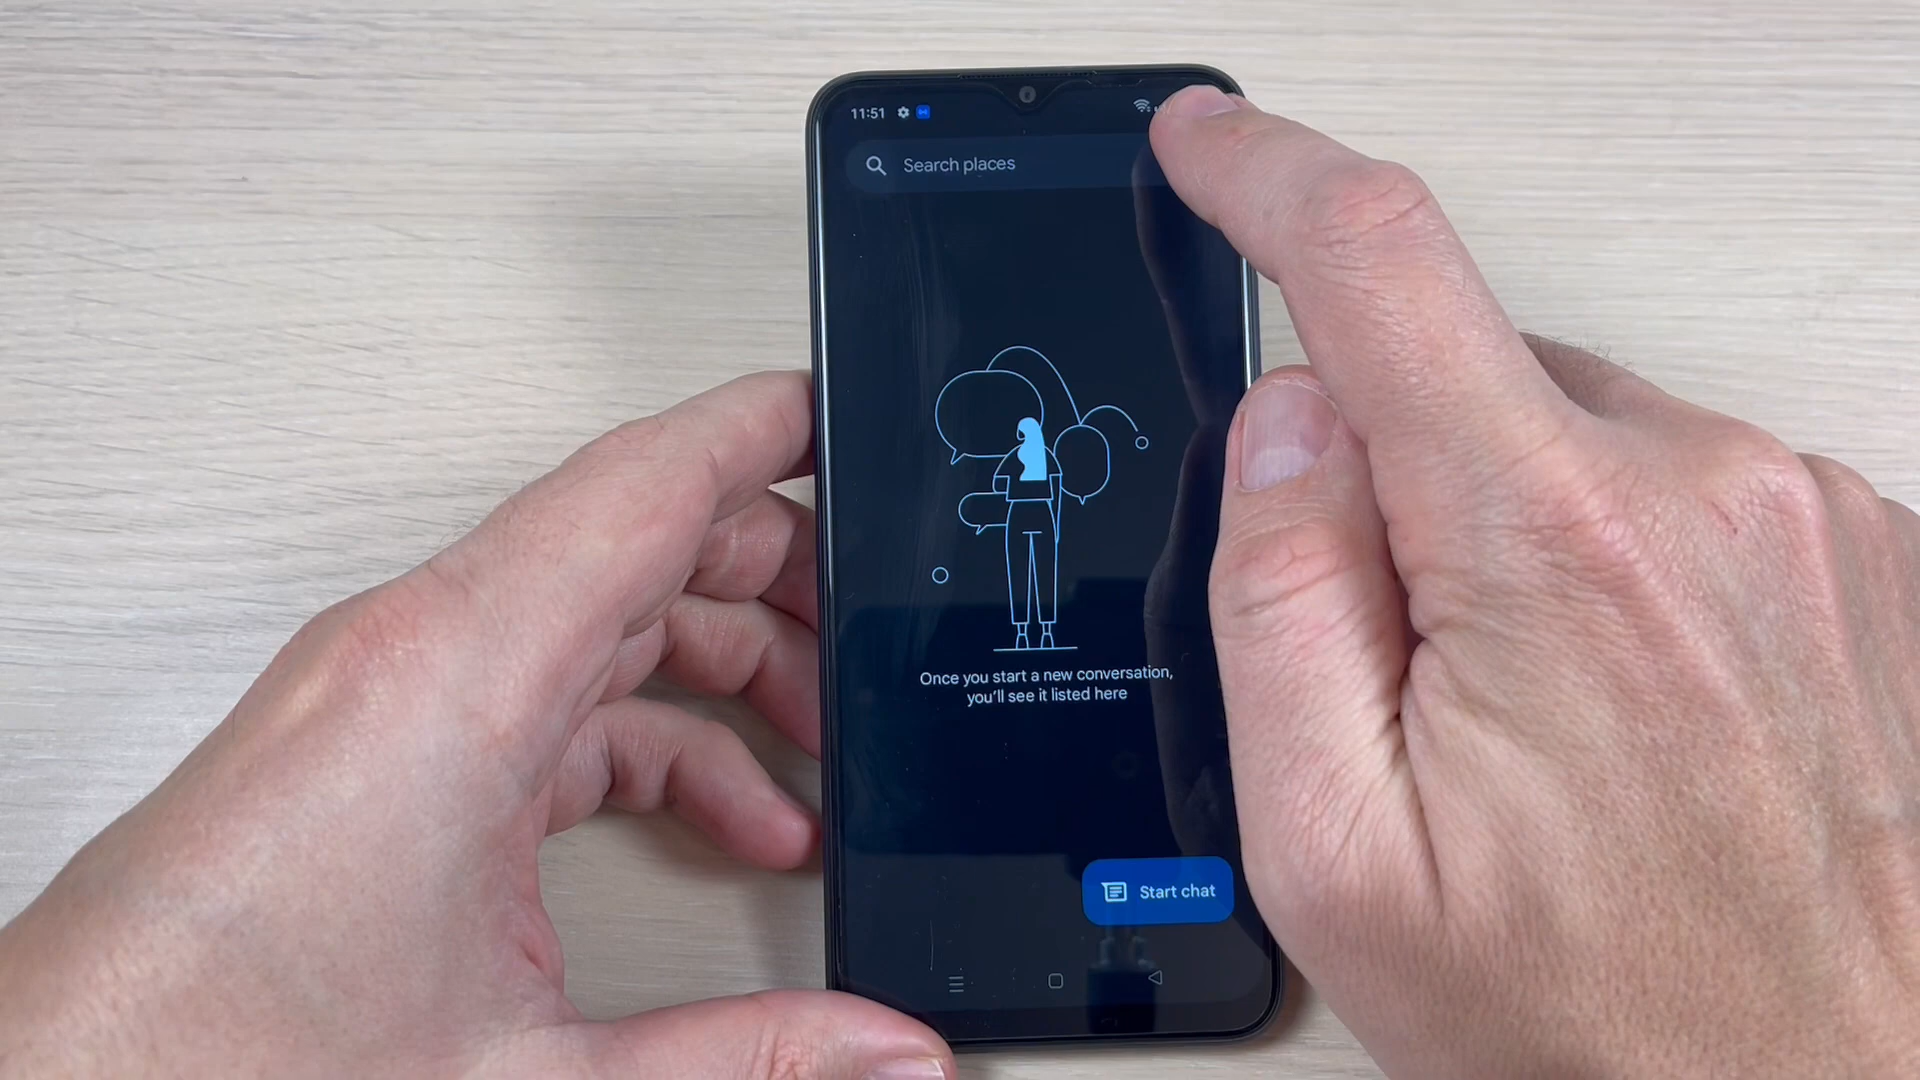 11:51
Search places
Once you start a new conversation,
you'll see it listed here
Start chat